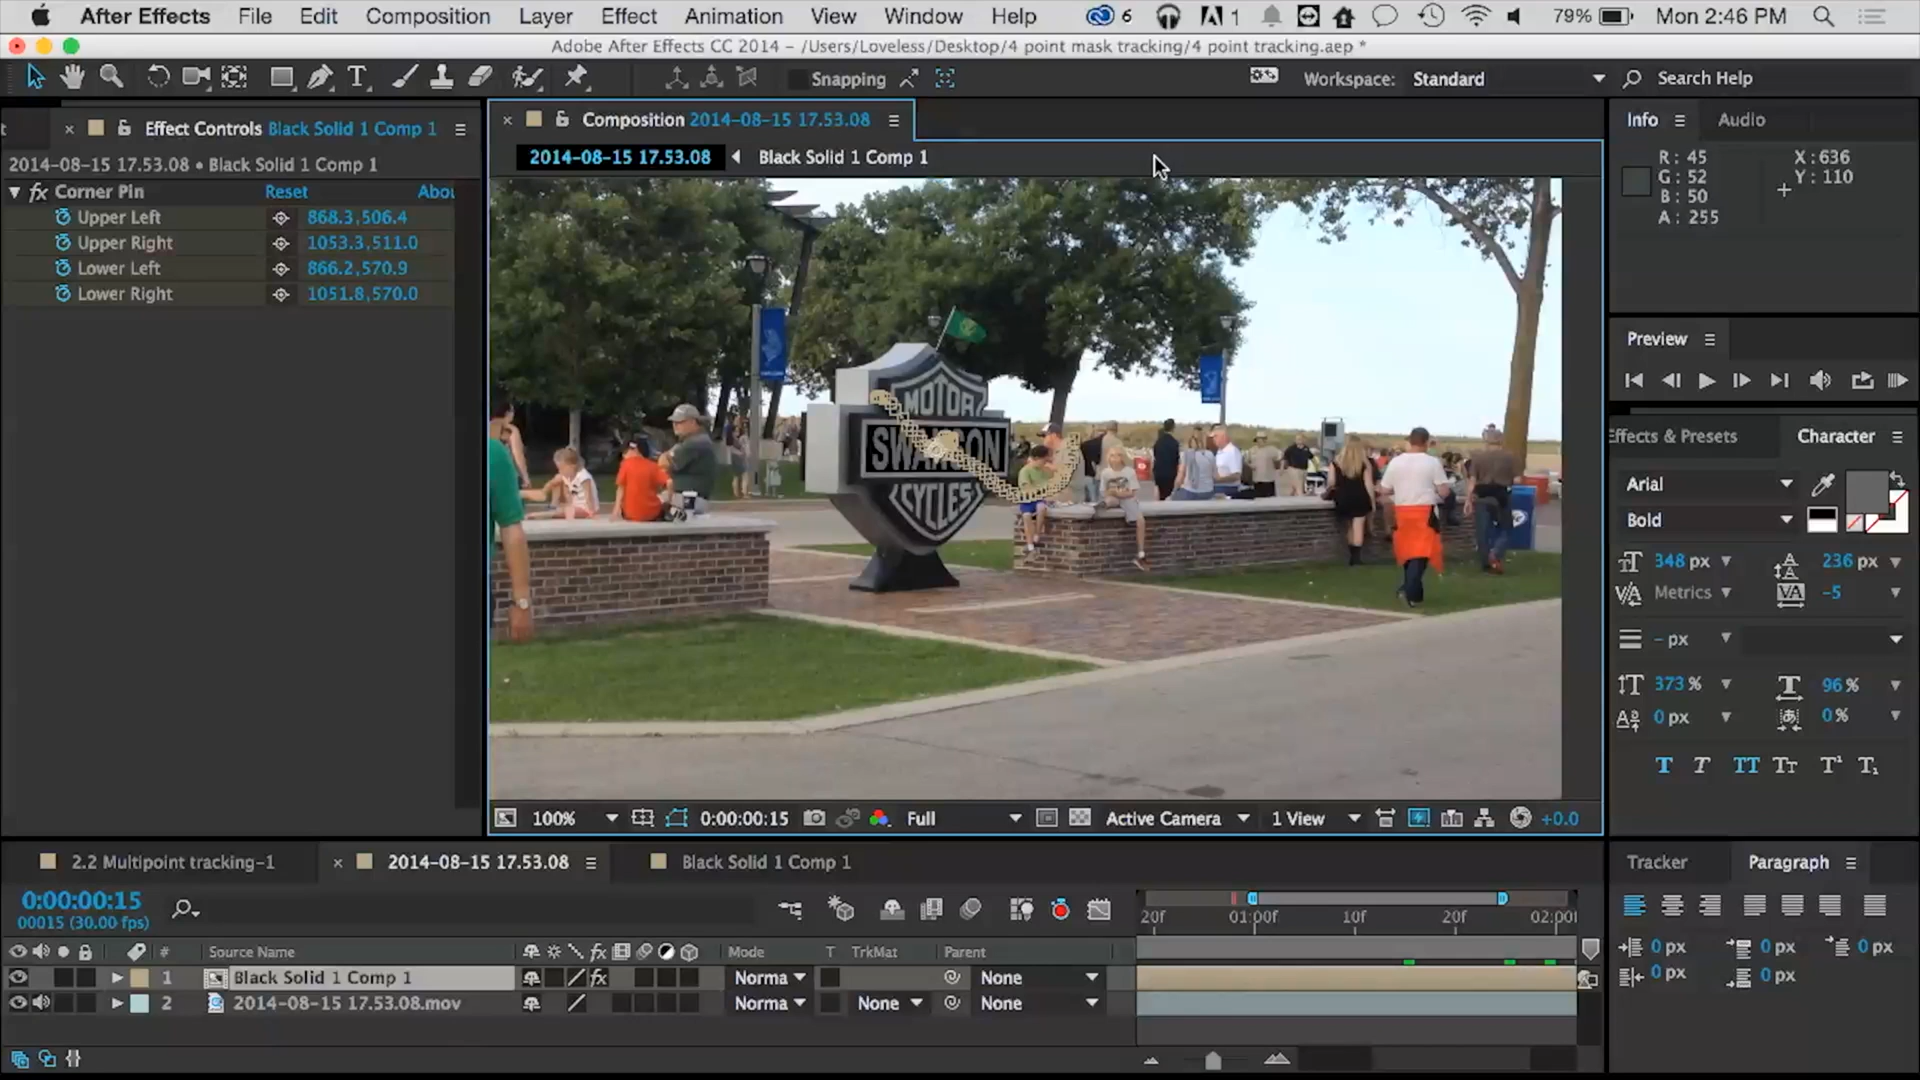 After Effects File Edit Composition Layer Effect Animation View Window Help 6 1 79% Mon 2:46 PM
Adobe After Effects CC 2014 - /Users/Loveless/Desktop/4 point mask tracking/4 point tracking.aep *
T Snapping Workspace: Standard Search Help
t × Effect Controls Black Solid 1 Comp 1
2014-08-15 17.53.08 • Black Solid 1 Comp 1
fx Corner Pin Reset Abou
Upper Left 868.3,506.4
Upper Right 1053.3,511.0
Lower Left 866.2,570.9
Lower Right 1051.8,570.0
× Composition 2014-08-15 17.53.08
2014-08-15 17.53.08 Black Solid 1 Comp 1
MOTOR
SWANSON
CYCLES
100% 0:00:00:15 Full Active Camera 1 View +0.0
Info Audio
R: 45 X: 636
G: 52 Y: 110
B: 50
A: 255
Preview
Effects & Presets Character
Arial
Bold
348 px 236 px
Metrics -5
- px
373 % 96 %
0 px 0 %
T T TT Tт T¹ T₁
2.2 Multipoint tracking-1 × 2014-08-15 17.53.08 Black Solid 1 Comp 1
0:00:00:15
00015 (30.00 fps)
20f 01:00f 10f 20f 02:00f
# Source Name fx Mode T TrkMat Parent
1 Black Solid 1 Comp 1 fx Norma None
2 2014-08-15 17.53.08.mov Norma None None
Tracker Paragraph
0 px 0 px 0 px
0 px 0 px